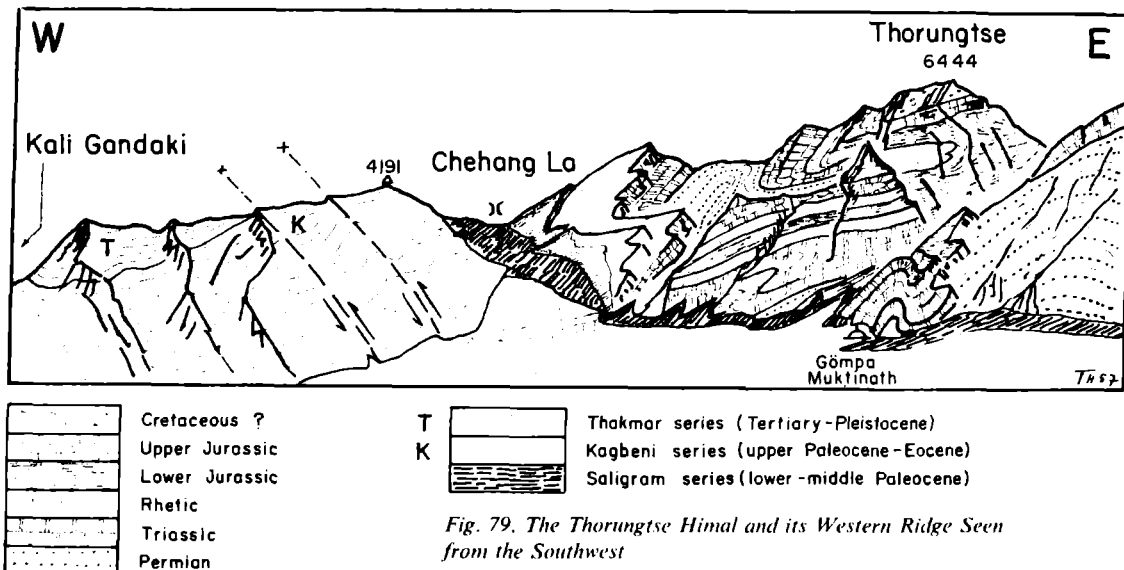 W
Thorungtse
E
6444
Kali Gandaki
4191
Chehang La
K
T
Gömpa
Muktinath
TH57
Cretaceous ?
Upper Jurassic
Lower Jurassic
Rhetic
Triassic
Permian
T Thakmar series (Tertiary-Pleistocene)
K Kagbeni series (upper Paleocene-Eocene)
Saligram series (lower-middle Paleocene)
Fig. 79. The Thorungtse Himal and its Western Ridge Seen
from the Southwest